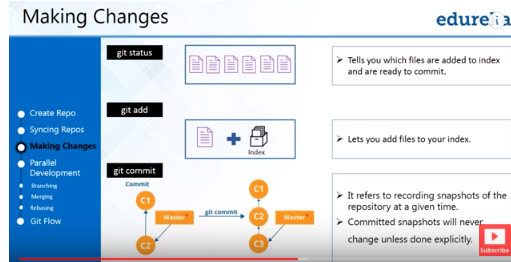 Making Changes
edureka
git status
Tells you which files are added to index
and are ready to commit.
git add
Index
Lets you add files to your index.
Create Repo
Syncing Repos
Making Changes
Parallel
Development
Branching
Merging
Rebasing
Git Flow
git commit
Commit
C1
Master
C2
git commit
C1
C2
Master
C3
It refers to recording snapshots of the
repository at a given time.
Committed snapshots will never
change unless done explicitly.
Subscribe